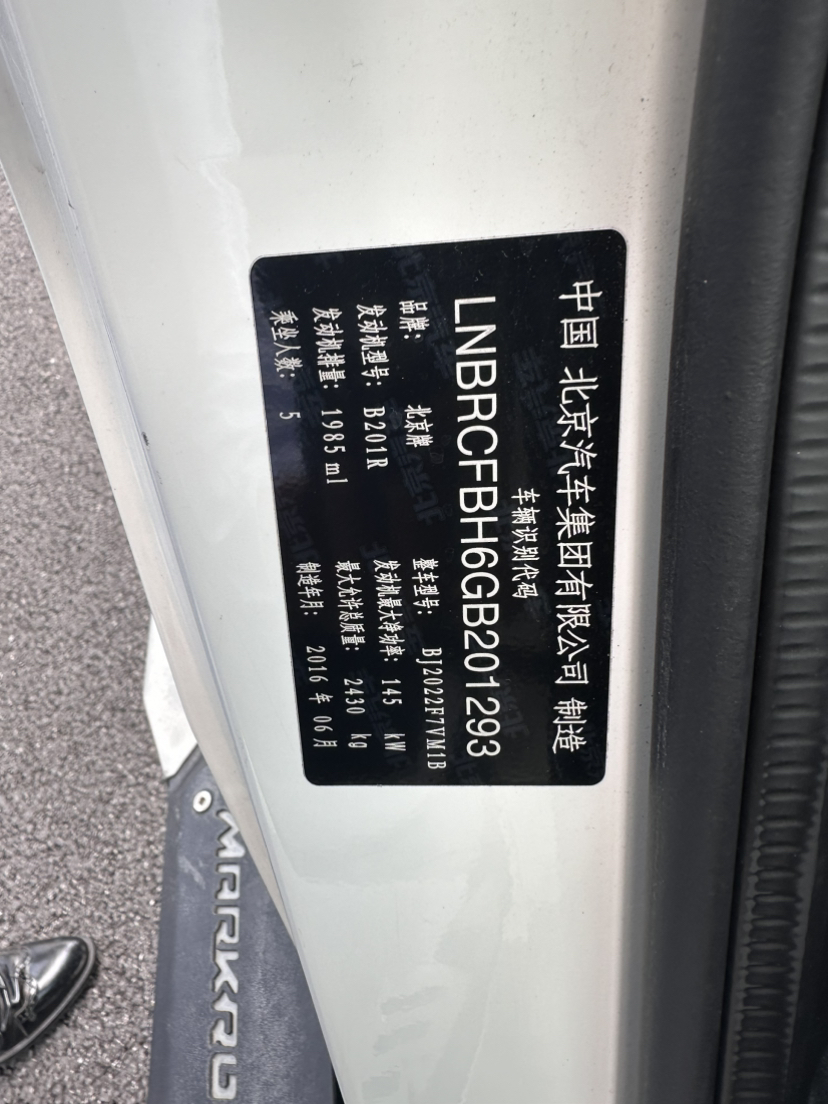 中国 北京汽车集团有限公司 制造
车辆识别代码
LNBRCFBH6GB201293
品牌: 北京牌 整车型号: BJ2022F7VM1B
发动机型号: B201R 发动机最大净功率: 145 kW
发动机排量: 1985 ml 最大允许总质量: 2430 kg
乘坐人数: 5 制造年月: 2016 年 06 月